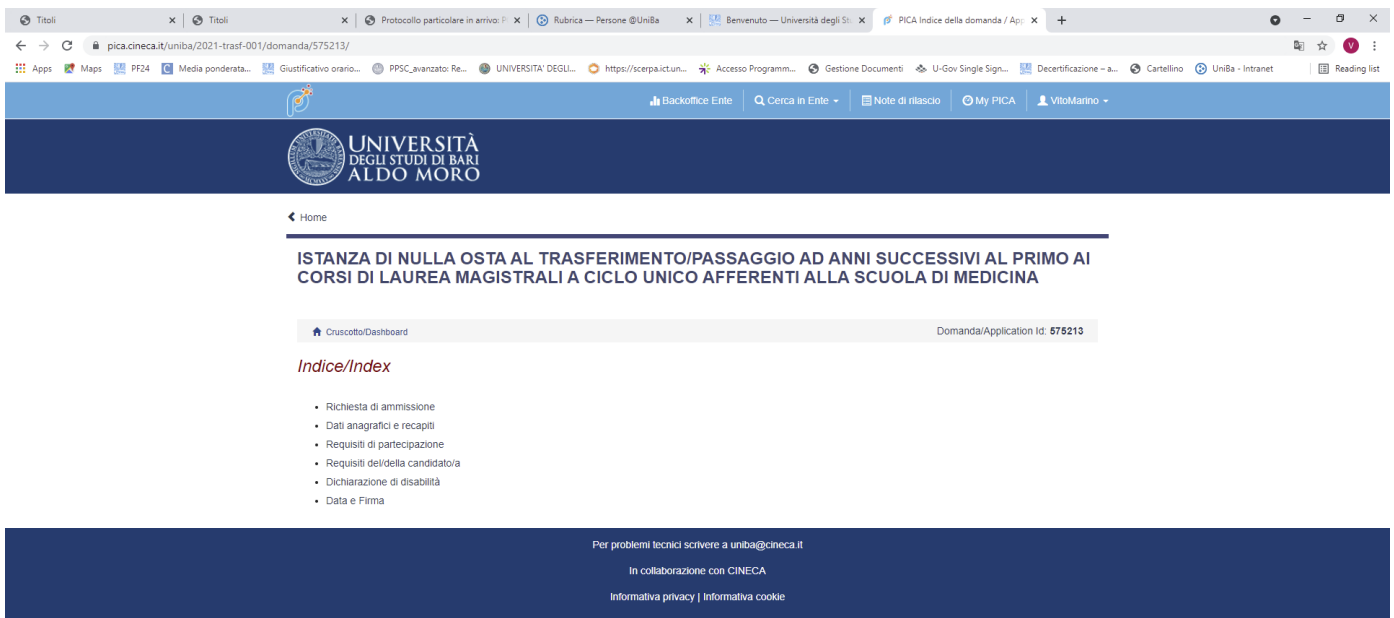 Titoli
Titoli
Protocollo particolare in arrivo: P
Rubrica — Persone @UniBa
Benvenuto — Università degli St
PICA Indice della domanda / App
pica.cineca.it/uniba/2021-trasf-001/domanda/575213/
Apps Maps PF24 Media ponderata... Giustificativo orario... PPSC_avanzato: Re... UNIVERSITA' DEGLI... https://scerpa.ict.un... Accesso Programm... Gestione Documenti U-Gov Single Sign... Decertificazione – a... Cartellino UniBa - Intranet Reading list
Backoffice Ente Cerca in Ente Note di rilascio My PICA VitoMarino
UNIVERSITÀ
DEGLI STUDI DI BARI
ALDO MORO
Home
ISTANZA DI NULLA OSTA AL TRASFERIMENTO/PASSAGGIO AD ANNI SUCCESSIVI AL PRIMO AI
CORSI DI LAUREA MAGISTRALI A CICLO UNICO AFFERENTI ALLA SCUOLA DI MEDICINA
Cruscotto/Dashboard Domanda/Application Id: 575213
Indice/Index
• Richiesta di ammissione
• Dati anagrafici e recapiti
• Requisiti di partecipazione
• Requisiti del/della candidato/a
• Dichiarazione di disabilità
• Data e Firma
Per problemi tecnici scrivere a uniba@cineca.it
In collaborazione con CINECA
Informativa privacy | Informativa cookie